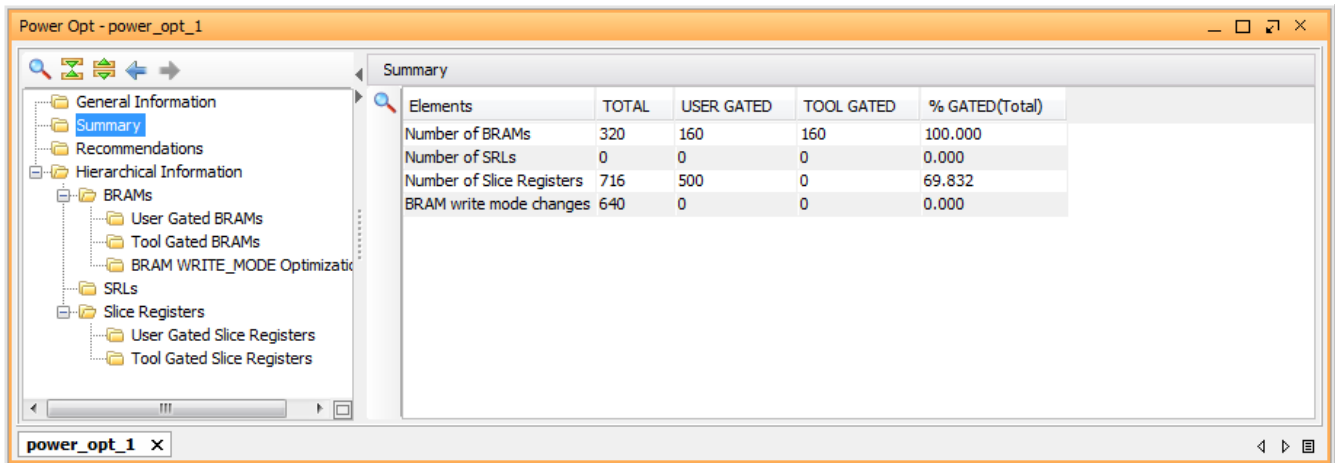 Power Opt - power_opt_1
General Information
Summary
Recommendations
Hierarchical Information
BRAMs
User Gated BRAMs
Tool Gated BRAMs
BRAM WRITE_MODE Optimizatio
SRLs
Slice Registers
User Gated Slice Registers
Tool Gated Slice Registers
Summary
Elements TOTAL USER GATED TOOL GATED % GATED(Total)
Number of BRAMs 320 160 160 100.000
Number of SRLs 0 0 0 0.000
Number of Slice Registers 716 500 0 69.832
BRAM write mode changes 640 0 0 0.000
power_opt_1